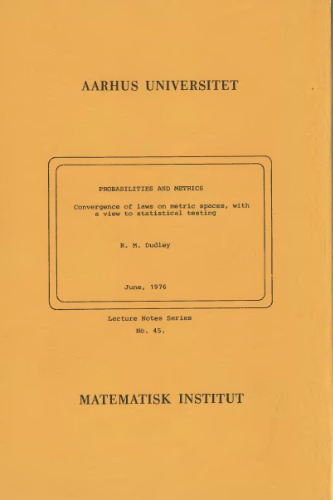 AARHUS UNIVERSITET
PROBABILITIES AND METRICS
Convergence of laws on metric spaces, with
a view to statistical testing
R. M. Dudley
June, 1976
Lecture Notes Series
No. 45.
MATEMATISK INSTITUT